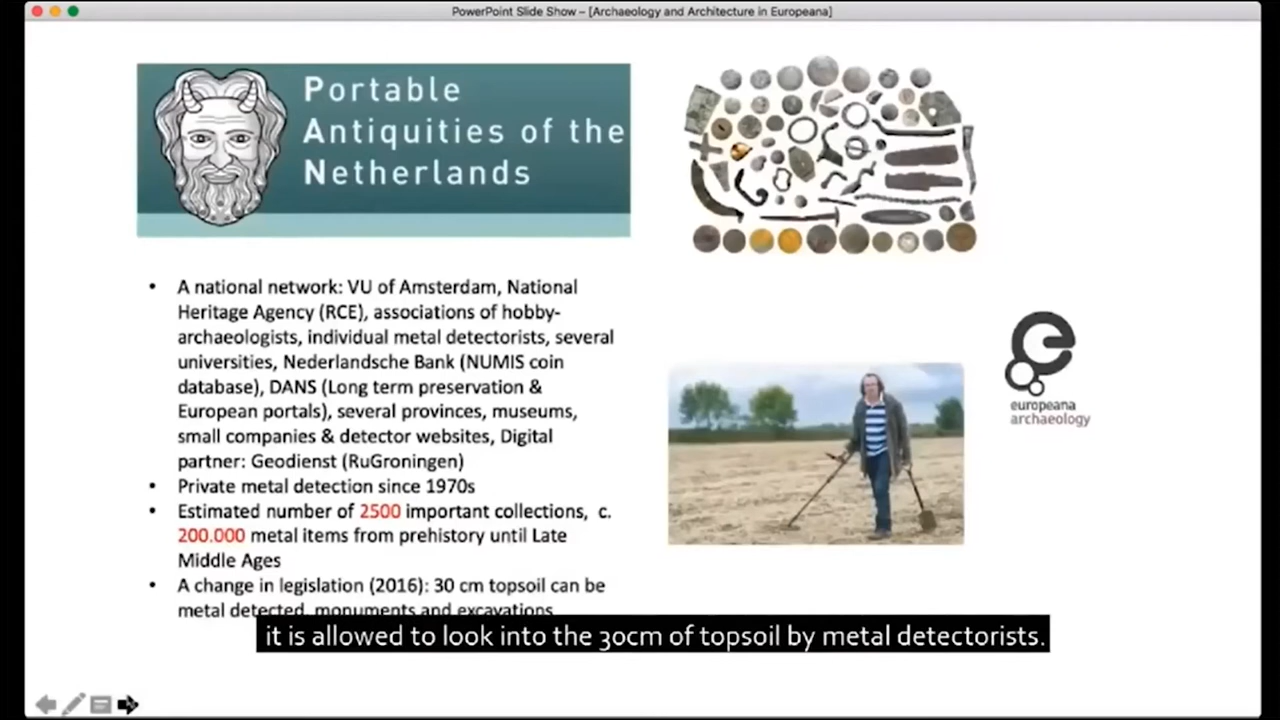 PowerPoint Slide Show – [Archaeology and Architecture in Europeana]
Portable
Antiquities of the
Netherlands
• A national network: VU of Amsterdam, National
Heritage Agency (RCE), associations of hobby-
archaeologists, individual metal detectorists, several
universities, Nederlandsche Bank (NUMIS coin
database), DANS (Long term preservation &
European portals), several provinces, museums,
small companies & detector websites, Digital
partner: Geodienst (RuGroningen)
• Private metal detection since 1970s
• Estimated number of 2500 important collections, c.
200.000 metal items from prehistory until Late
Middle Ages
• A change in legislation (2016): 30 cm topsoil can be
metal detected, monuments and excavations
europeana
archaeology
it is allowed to look into the 30cm of topsoil by metal detectorists.